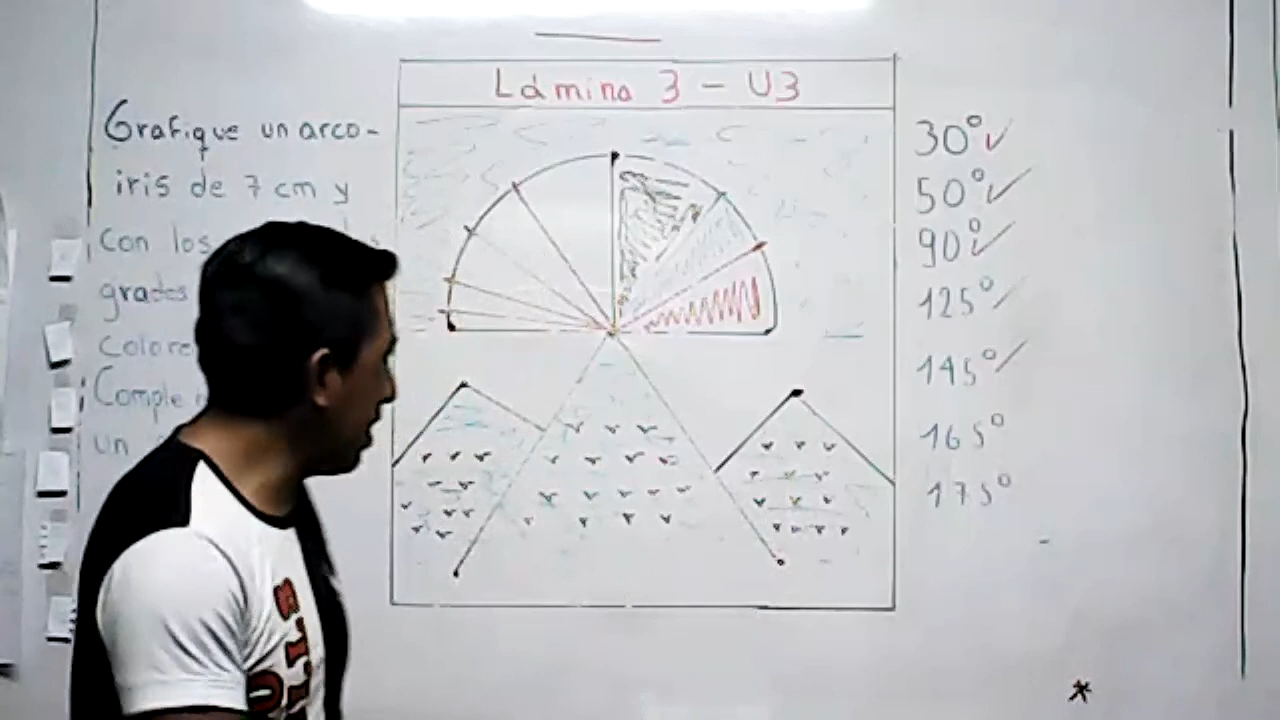 Lámina 3 - U3
Grafique un arco-
iris de 7 cm y
con los
grados
Colore
Comple
un
30°
50°
90°
125°
145°
165°
175°